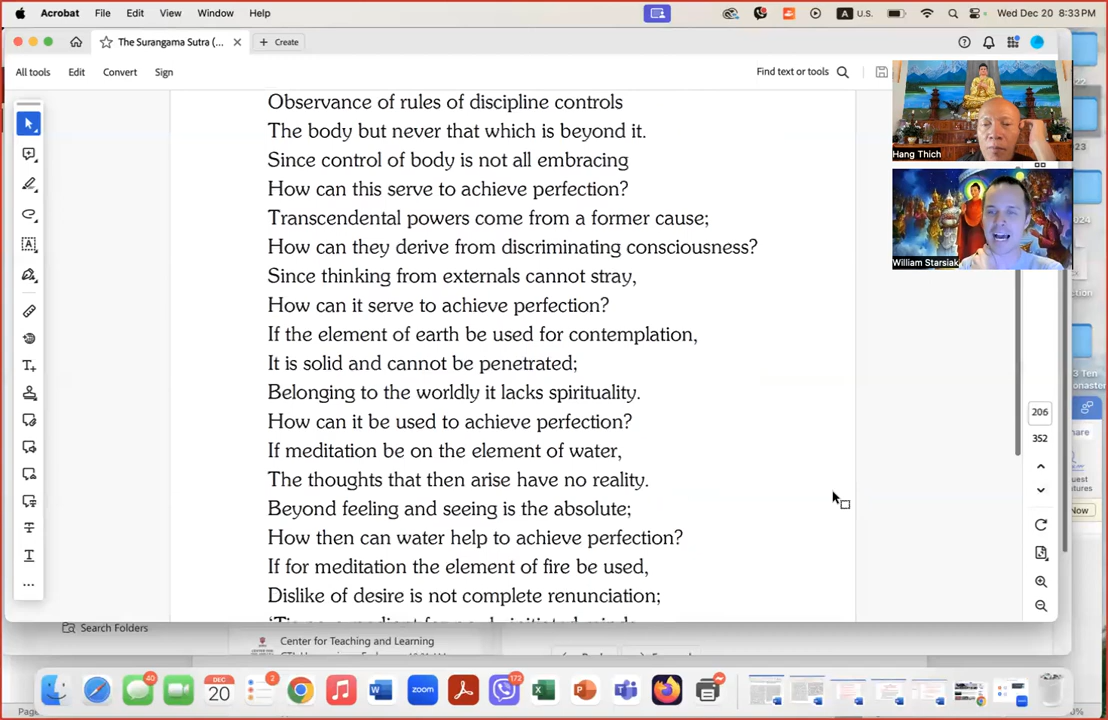 Acrobat File Edit View Window Help
A U.S. Wed Dec 20 8:33PM
The Surangama Sutra (... + Create
All tools Edit Convert Sign
Find text or tools
Observance of rules of discipline controls
The body but never that which is beyond it.
Since control of body is not all embracing
How can this serve to achieve perfection?
Transcendental powers come from a former cause;
How can they derive from discriminating consciousness?
Since thinking from externals cannot stray,
How can it serve to achieve perfection?
If the element of earth be used for contemplation,
It is solid and cannot be penetrated;
Belonging to the worldly it lacks spirituality.
How can it be used to achieve perfection?
If meditation be on the element of water,
The thoughts that then arise have no reality.
Beyond feeling and seeing is the absolute;
How then can water help to achieve perfection?
If for meditation the element of fire be used,
Dislike of desire is not complete renunciation;
Hang Thich
William Starsiak
206
352
Now
Search Folders
Center for Teaching and Learning
40
DEC
20
2
zoom
172